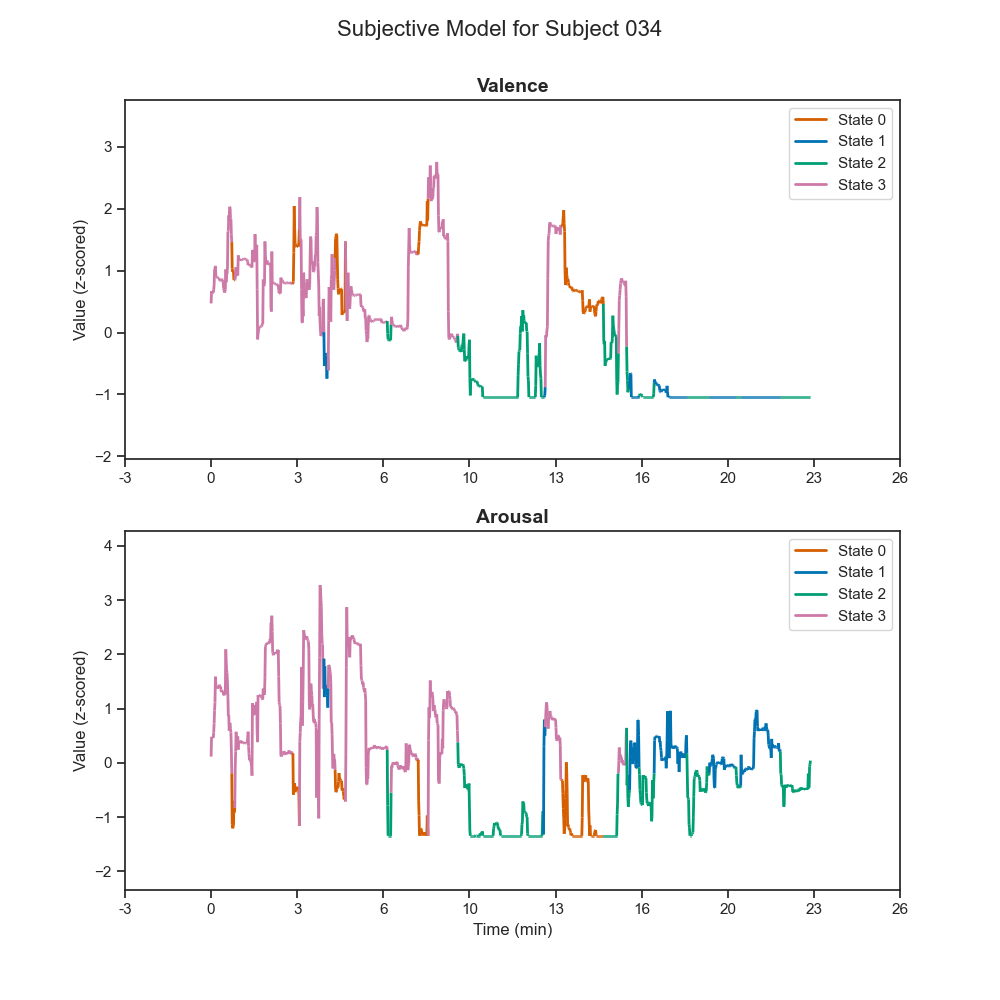 Subjective Model for Subject 034
Valence
Value (z-scored)
3
2
1
0
−1
−2
-3 0 3 6 10 13 16 20 23 26
State 0
State 1
State 2
State 3
Arousal
Value (z-scored)
4
3
2
1
0
−1
−2
-3 0 3 6 10 13 16 20 23 26
State 0
State 1
State 2
State 3
Time (min)